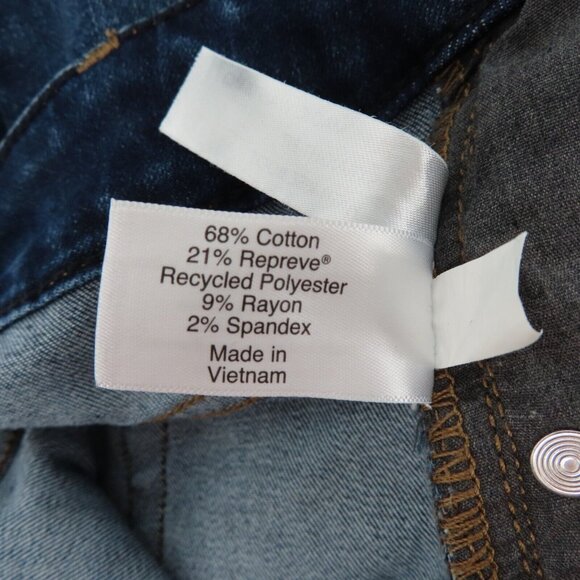 68% Cotton
21% Repreve®
Recycled Polyester
9% Rayon
2% Spandex
Made in
Vietnam